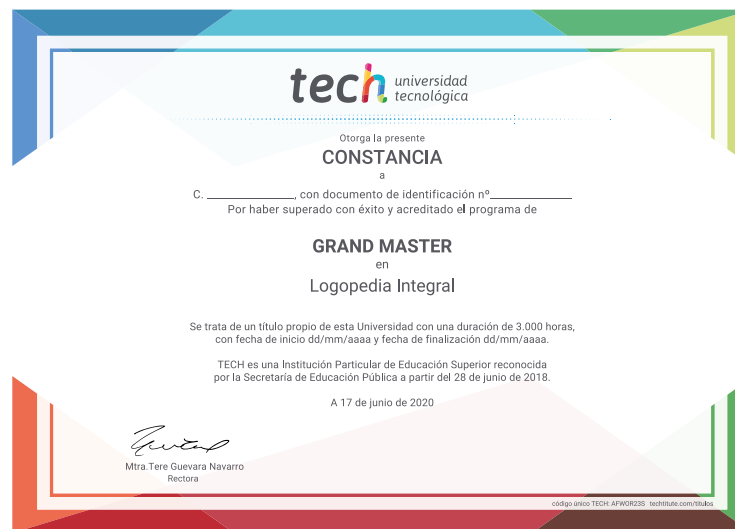 tech universidad
tecnológica
Otorga la presente
CONSTANCIA
a
C. ________________, con documento de identificación nº_______________
Por haber superado con éxito y acreditado el programa de
GRAND MASTER
en
Logopedia Integral
Se trata de un título propio de esta Universidad con una duración de 3.000 horas,
con fecha de inicio dd/mm/aaaa y fecha de finalización dd/mm/aaaa.
TECH es una Institución Particular de Educación Superior reconocida
por la Secretaría de Educación Pública a partir del 28 de junio de 2018.
A 17 de junio de 2020
Mtra.Tere Guevara Navarro
Rectora
código único TECH: AFWOR23S techtitute.com/titulos